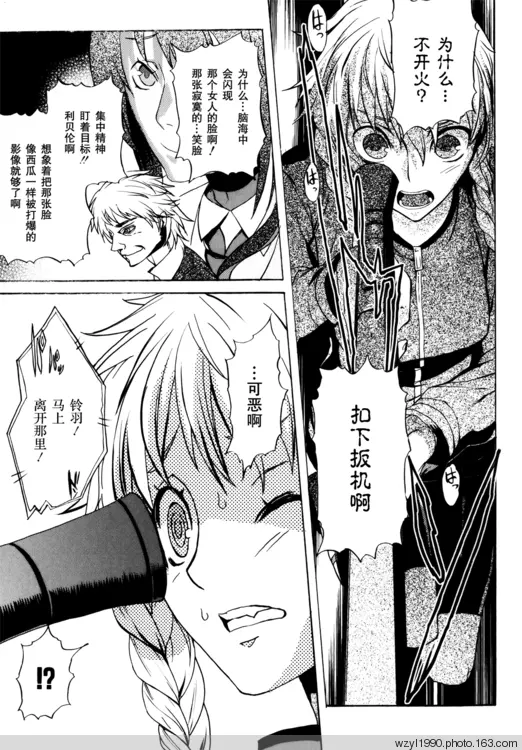 为什么…
不开火？
扣下扳机啊
为什么…脑海中
会闪现
那个女人的脸啊！
那张寂寞的…笑脸
集中精神
盯着目标!!
利贝伦啊
想象着把那张脸
像西瓜一样被打爆的
影像就够了啊
はっ
はっ
…可恶啊
铃羽！
马上
离开那里！
!?
wzyl1990.photo.163.com